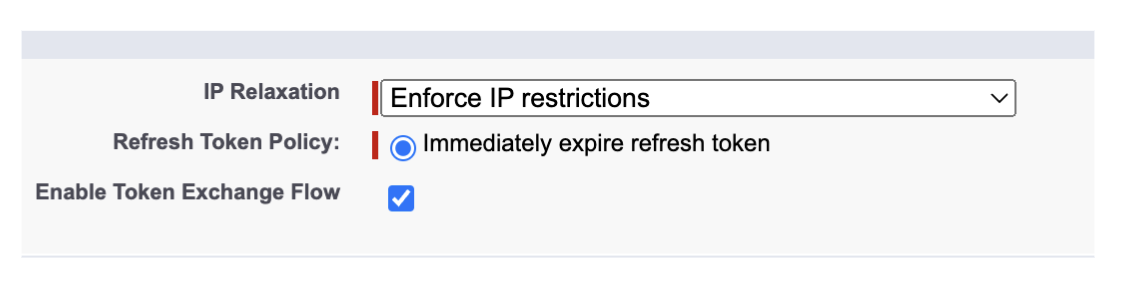 IP Relaxation Enforce IP restrictions
Refresh Token Policy: Immediately expire refresh token
Enable Token Exchange Flow